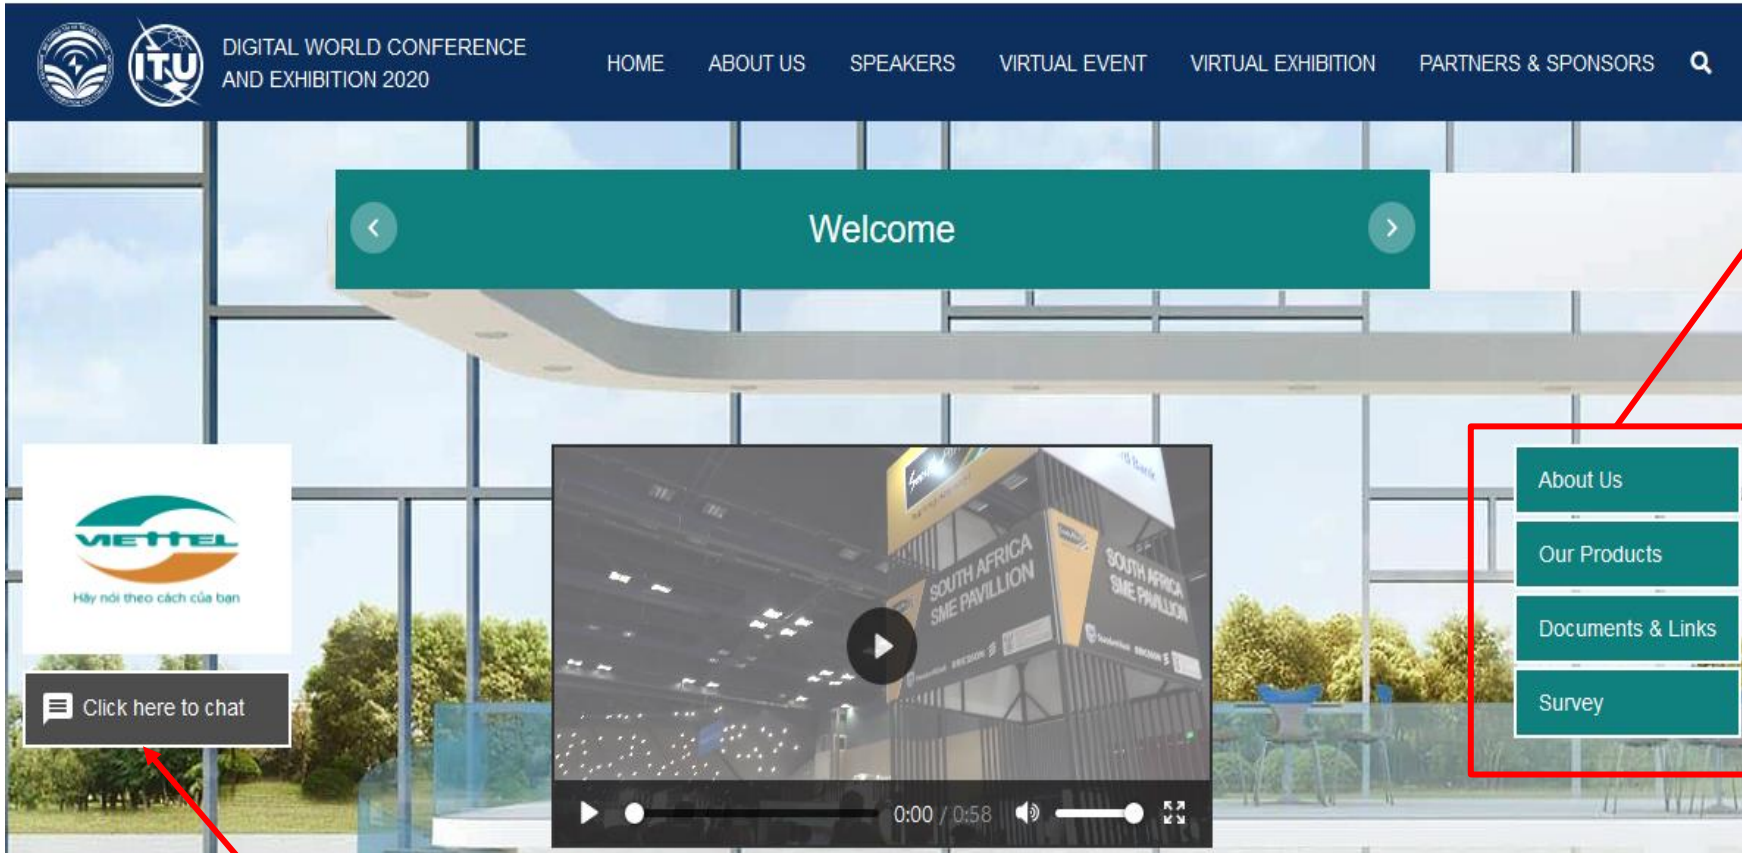 ITU
DIGITAL WORLD CONFERENCE
AND EXHIBITION 2020
HOME ABOUT US SPEAKERS VIRTUAL EVENT VIRTUAL EXHIBITION PARTNERS & SPONSORS
Welcome
VIETTEL
Hãy nói theo cách của bạn
Click here to chat
SOUTH AFRICA
SME PAVILLION
SOUTH AFRICA
SME PAVILLION
0:00 / 0:58
About Us
Our Products
Documents & Links
Survey